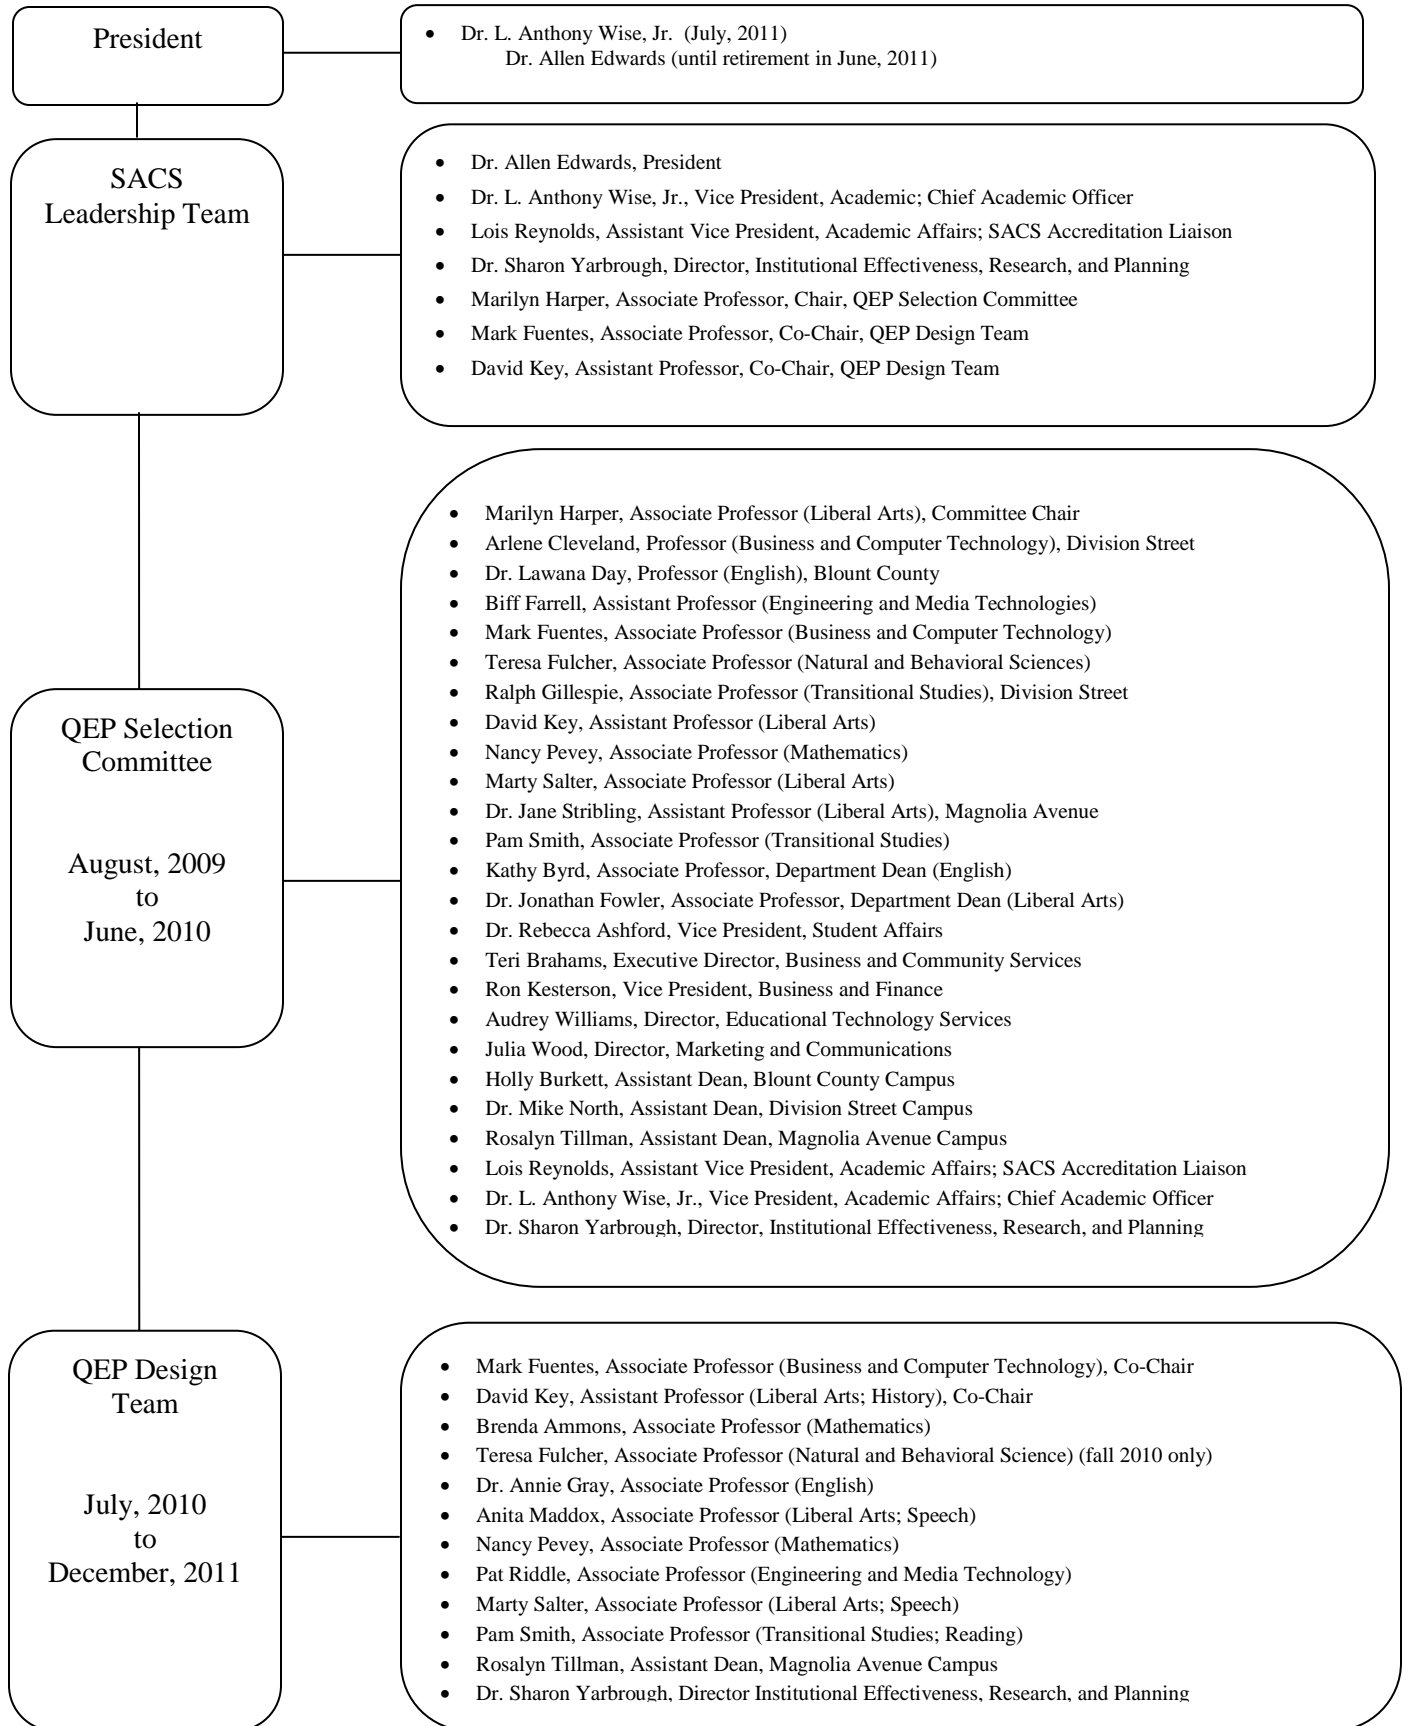 President
• Dr. L. Anthony Wise, Jr. (July, 2011)
Dr. Allen Edwards (until retirement in June, 2011)
SACS
Leadership Team
• Dr. Allen Edwards, President
• Dr. L. Anthony Wise, Jr., Vice President, Academic; Chief Academic Officer
• Lois Reynolds, Assistant Vice President, Academic Affairs; SACS Accreditation Liaison
• Dr. Sharon Yarbrough, Director, Institutional Effectiveness, Research, and Planning
• Marilyn Harper, Associate Professor, Chair, QEP Selection Committee
• Mark Fuentes, Associate Professor, Co-Chair, QEP Design Team
• David Key, Assistant Professor, Co-Chair, QEP Design Team
QEP Selection
Committee
August, 2009
to
June, 2010
• Marilyn Harper, Associate Professor (Liberal Arts), Committee Chair
• Arlene Cleveland, Professor (Business and Computer Technology), Division Street
• Dr. Lawana Day, Professor (English), Blount County
• Biff Farrell, Assistant Professor (Engineering and Media Technologies)
• Mark Fuentes, Associate Professor (Business and Computer Technology)
• Teresa Fulcher, Associate Professor (Natural and Behavioral Sciences)
• Ralph Gillespie, Associate Professor (Transitional Studies), Division Street
• David Key, Assistant Professor (Liberal Arts)
• Nancy Pevey, Associate Professor (Mathematics)
• Marty Salter, Associate Professor (Liberal Arts)
• Dr. Jane Stribling, Assistant Professor (Liberal Arts), Magnolia Avenue
• Pam Smith, Associate Professor (Transitional Studies)
• Kathy Byrd, Associate Professor, Department Dean (English)
• Dr. Jonathan Fowler, Associate Professor, Department Dean (Liberal Arts)
• Dr. Rebecca Ashford, Vice President, Student Affairs
• Teri Brahams, Executive Director, Business and Community Services
• Ron Kesterson, Vice President, Business and Finance
• Audrey Williams, Director, Educational Technology Services
• Julia Wood, Director, Marketing and Communications
• Holly Burkett, Assistant Dean, Blount County Campus
• Dr. Mike North, Assistant Dean, Division Street Campus
• Rosalyn Tillman, Assistant Dean, Magnolia Avenue Campus
• Lois Reynolds, Assistant Vice President, Academic Affairs; SACS Accreditation Liaison
• Dr. L. Anthony Wise, Jr., Vice President, Academic Affairs; Chief Academic Officer
• Dr. Sharon Yarbrough, Director, Institutional Effectiveness, Research, and Planning
QEP Design
Team
July, 2010
to
December, 2011
• Mark Fuentes, Associate Professor (Business and Computer Technology), Co-Chair
• David Key, Assistant Professor (Liberal Arts; History), Co-Chair
• Brenda Ammons, Associate Professor (Mathematics)
• Teresa Fulcher, Associate Professor (Natural and Behavioral Science) (fall 2010 only)
• Dr. Annie Gray, Associate Professor (English)
• Anita Maddox, Associate Professor (Liberal Arts; Speech)
• Nancy Pevey, Associate Professor (Mathematics)
• Pat Riddle, Associate Professor (Engineering and Media Technology)
• Marty Salter, Associate Professor (Liberal Arts; Speech)
• Pam Smith, Associate Professor (Transitional Studies; Reading)
• Rosalyn Tillman, Assistant Dean, Magnolia Avenue Campus
• Dr. Sharon Yarbrough, Director Institutional Effectiveness, Research, and Planning